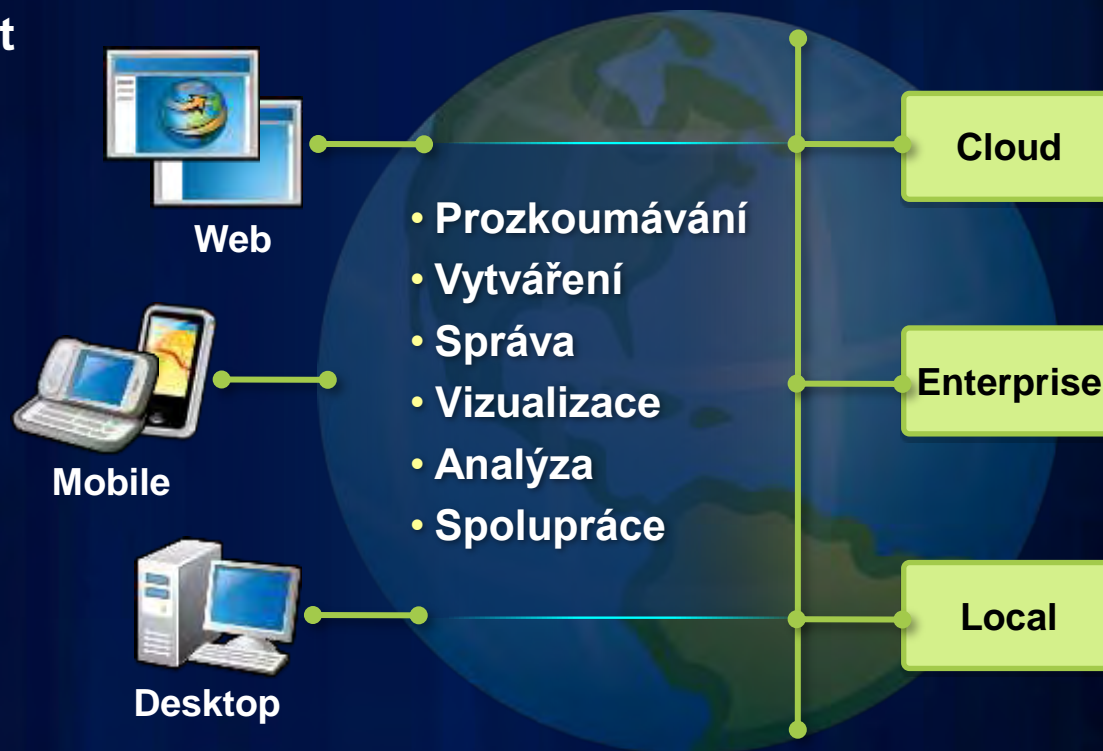 t
Web
Mobile
Desktop
• Prozkoumávání
• Vytváření
• Správa
• Vizualizace
• Analýza
• Spolupráce
Cloud
Enterprise
Local